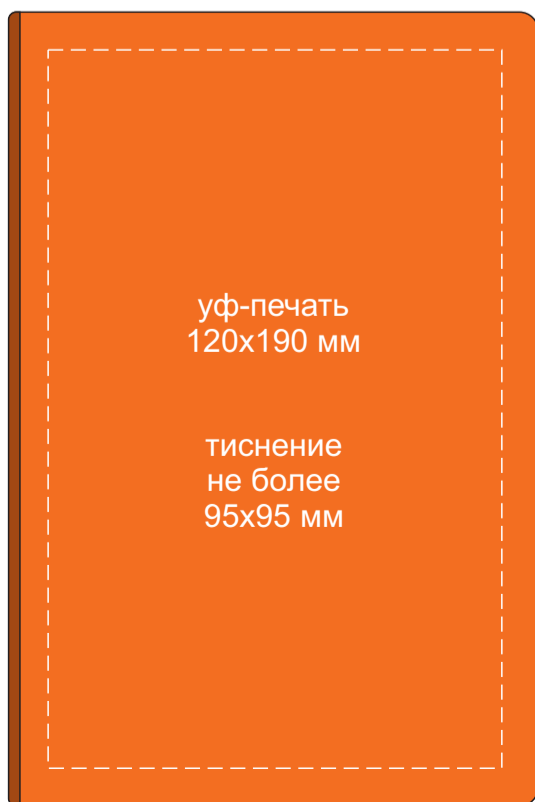 уф-печать
120х190 мм
тиснение
не более
95х95 мм